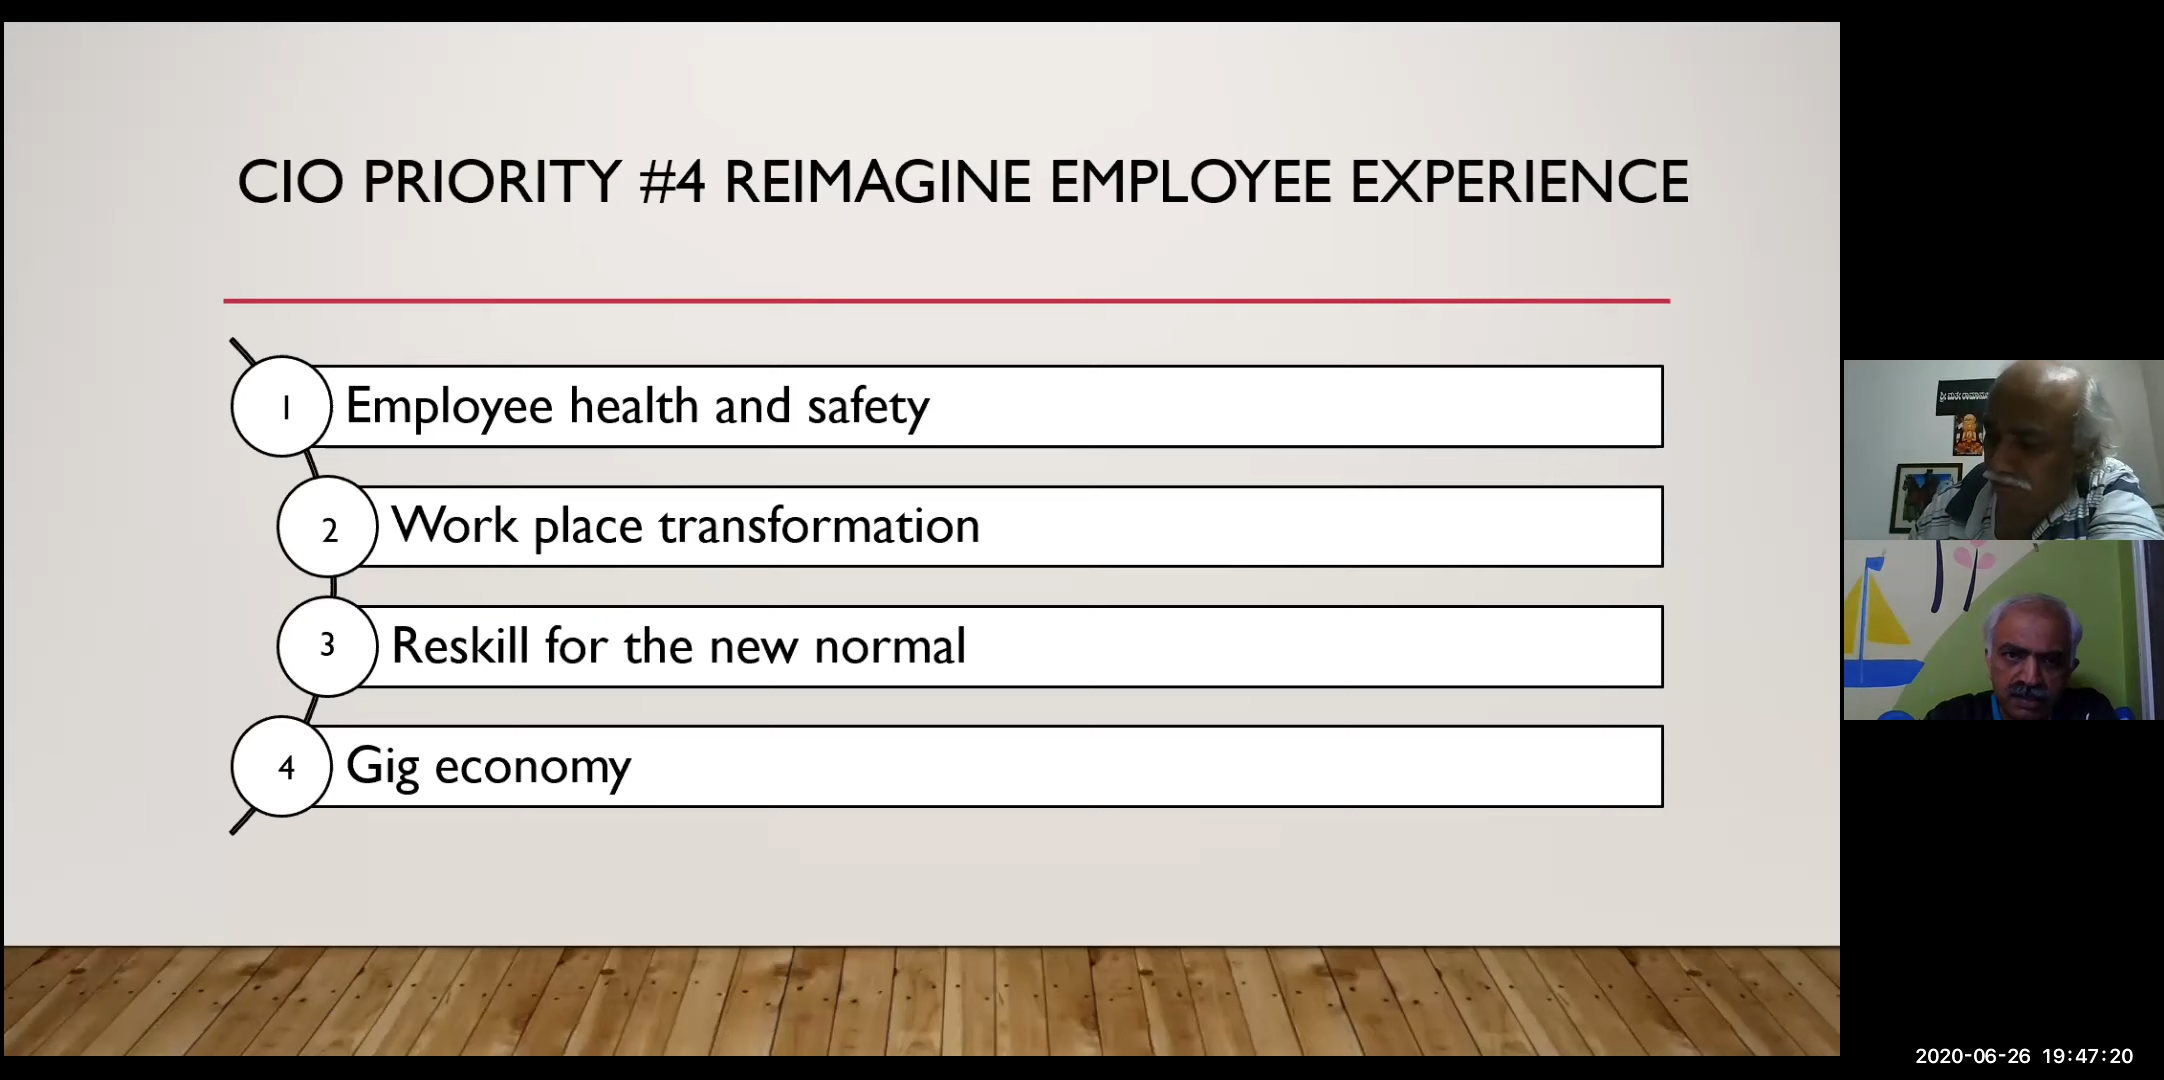 CIO PRIORITY #4 REIMAGINE EMPLOYEE EXPERIENCE
1 Employee health and safety
2 Work place transformation
3 Reskill for the new normal
4 Gig economy
2020-06-26 19:47:20